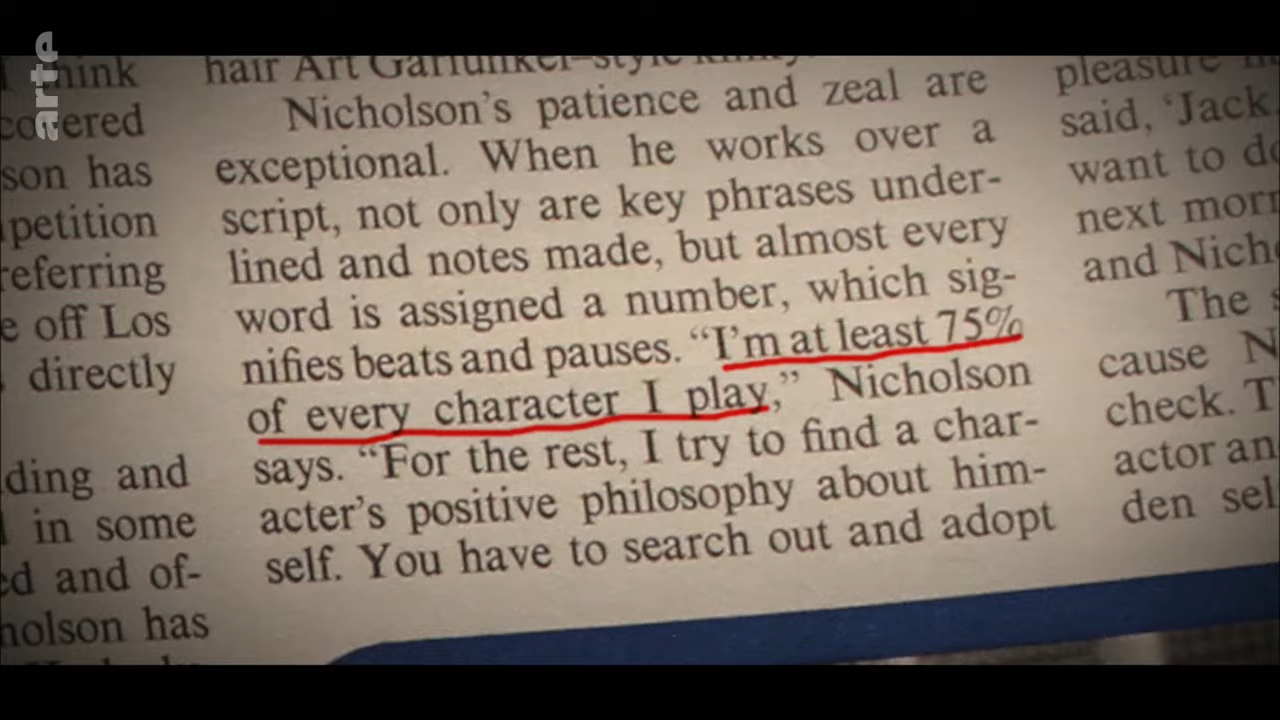 arte
hink
covered
son has
petition
referring
e off Los
directly
ding and
in some
ed and of-
holson has
hair Art Garfunkel–style
Nicholson's patience and zeal are
exceptional. When he works over a
script, not only are key phrases under-
lined and notes made, but almost every
word is assigned a number, which sig-
nifies beats and pauses. “I'm at least 75%
of every character I play,” Nicholson
says. “For the rest, I try to find a char-
acter's positive philosophy about him-
self. You have to search out and adopt
pleasure
said, ‘Jack,
want to do
next morn
and Nicho
The
cause N
check. T
actor an
den sel